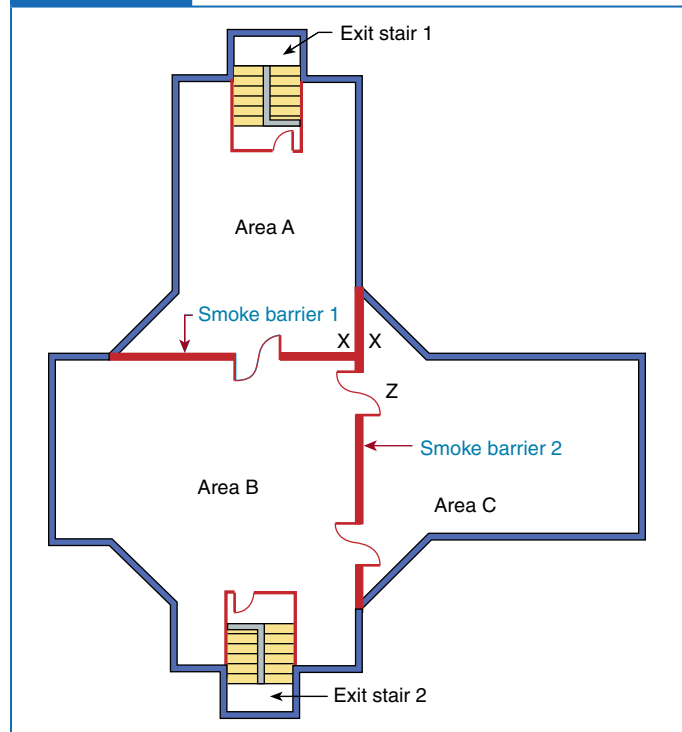 Exit stair 1
Area A
Smoke barrier 1
X X
Z
Smoke barrier 2
Area B
Area C
Exit stair 2